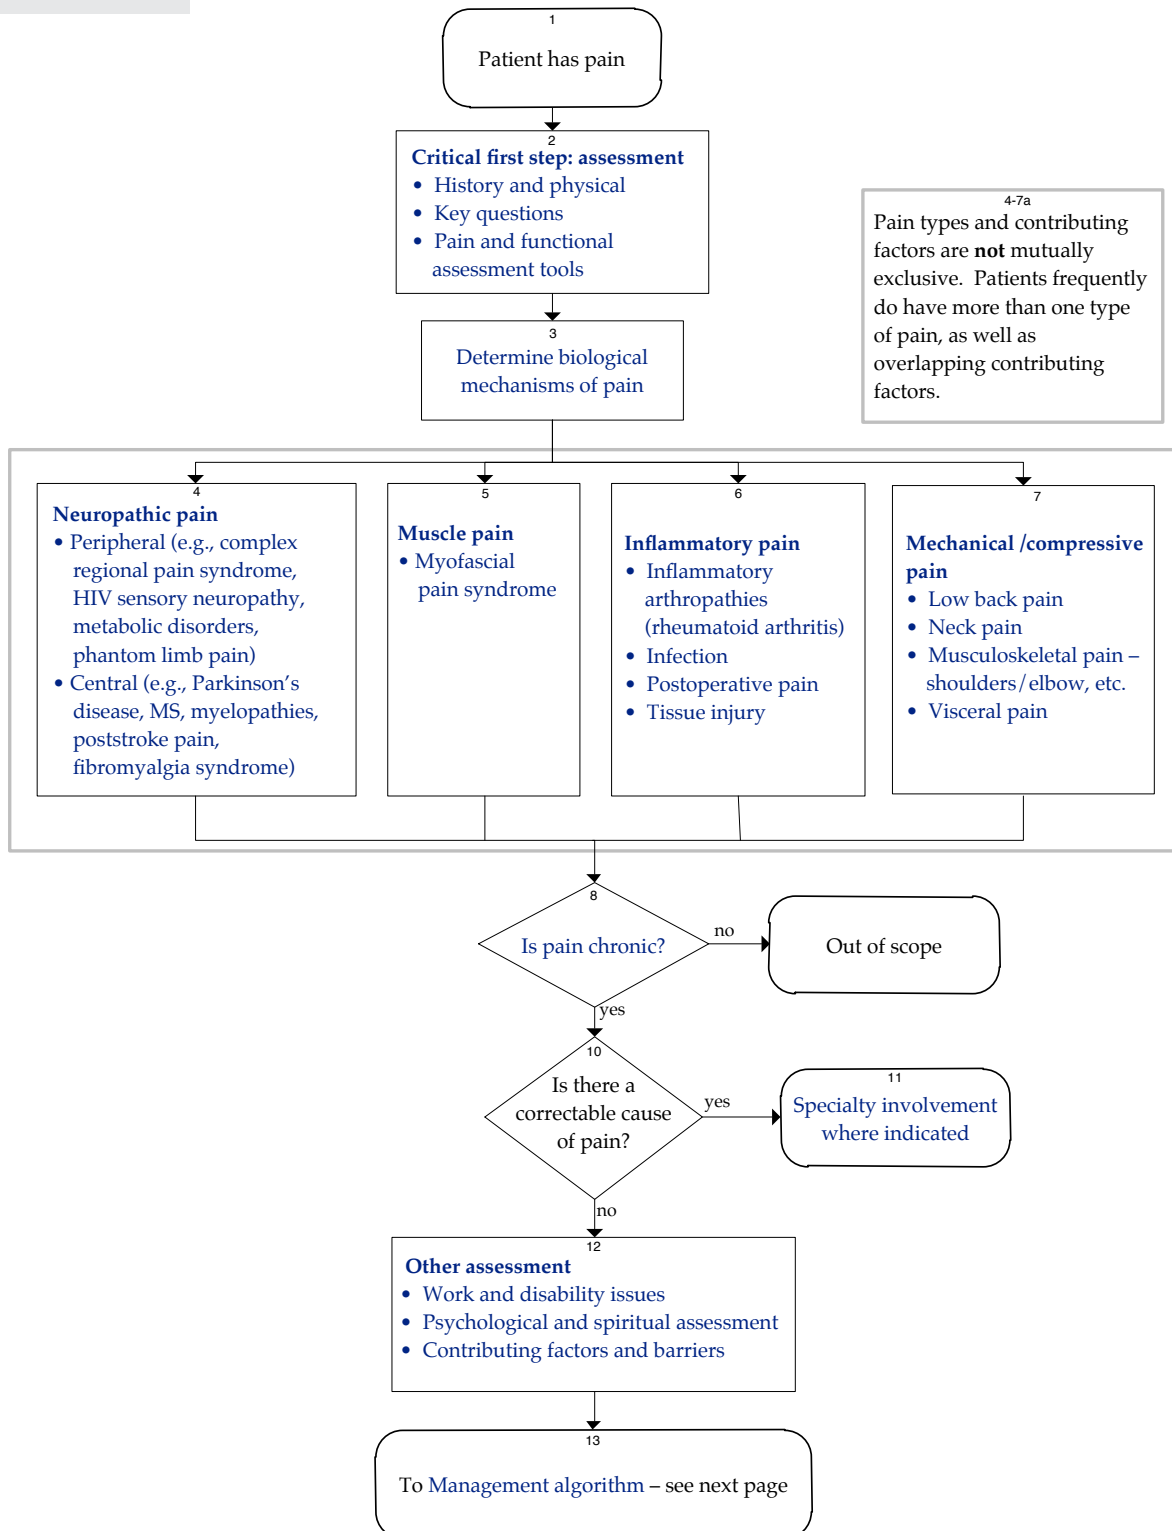 1
Patient has pain
2
Critical first step: assessment
• History and physical
• Key questions
• Pain and functional
assessment tools
4-7a
Pain types and contributing
factors are not mutually
exclusive. Patients frequently
do have more than one type
of pain, as well as
overlapping contributing
factors.
3
Determine biological
mechanisms of pain
4
Neuropathic pain
• Peripheral (e.g., complex
regional pain syndrome,
HIV sensory neuropathy,
metabolic disorders,
phantom limb pain)
• Central (e.g., Parkinson's
disease, MS, myelopathies,
poststroke pain,
fibromyalgia syndrome)
5
Muscle pain
• Myofascial
pain syndrome
6
Inflammatory pain
• Inflammatory
arthropathies
(rheumatoid arthritis)
• Infection
• Postoperative pain
• Tissue injury
7
Mechanical /compressive
pain
• Low back pain
• Neck pain
• Musculoskeletal pain –
shoulders/elbow, etc.
• Visceral pain
8
Is pain chronic?
no
Out of scope
yes
10
Is there a
correctable cause
of pain?
yes
11
Specialty involvement
where indicated
no
12
Other assessment
• Work and disability issues
• Psychological and spiritual assessment
• Contributing factors and barriers
13
To Management algorithm – see next page